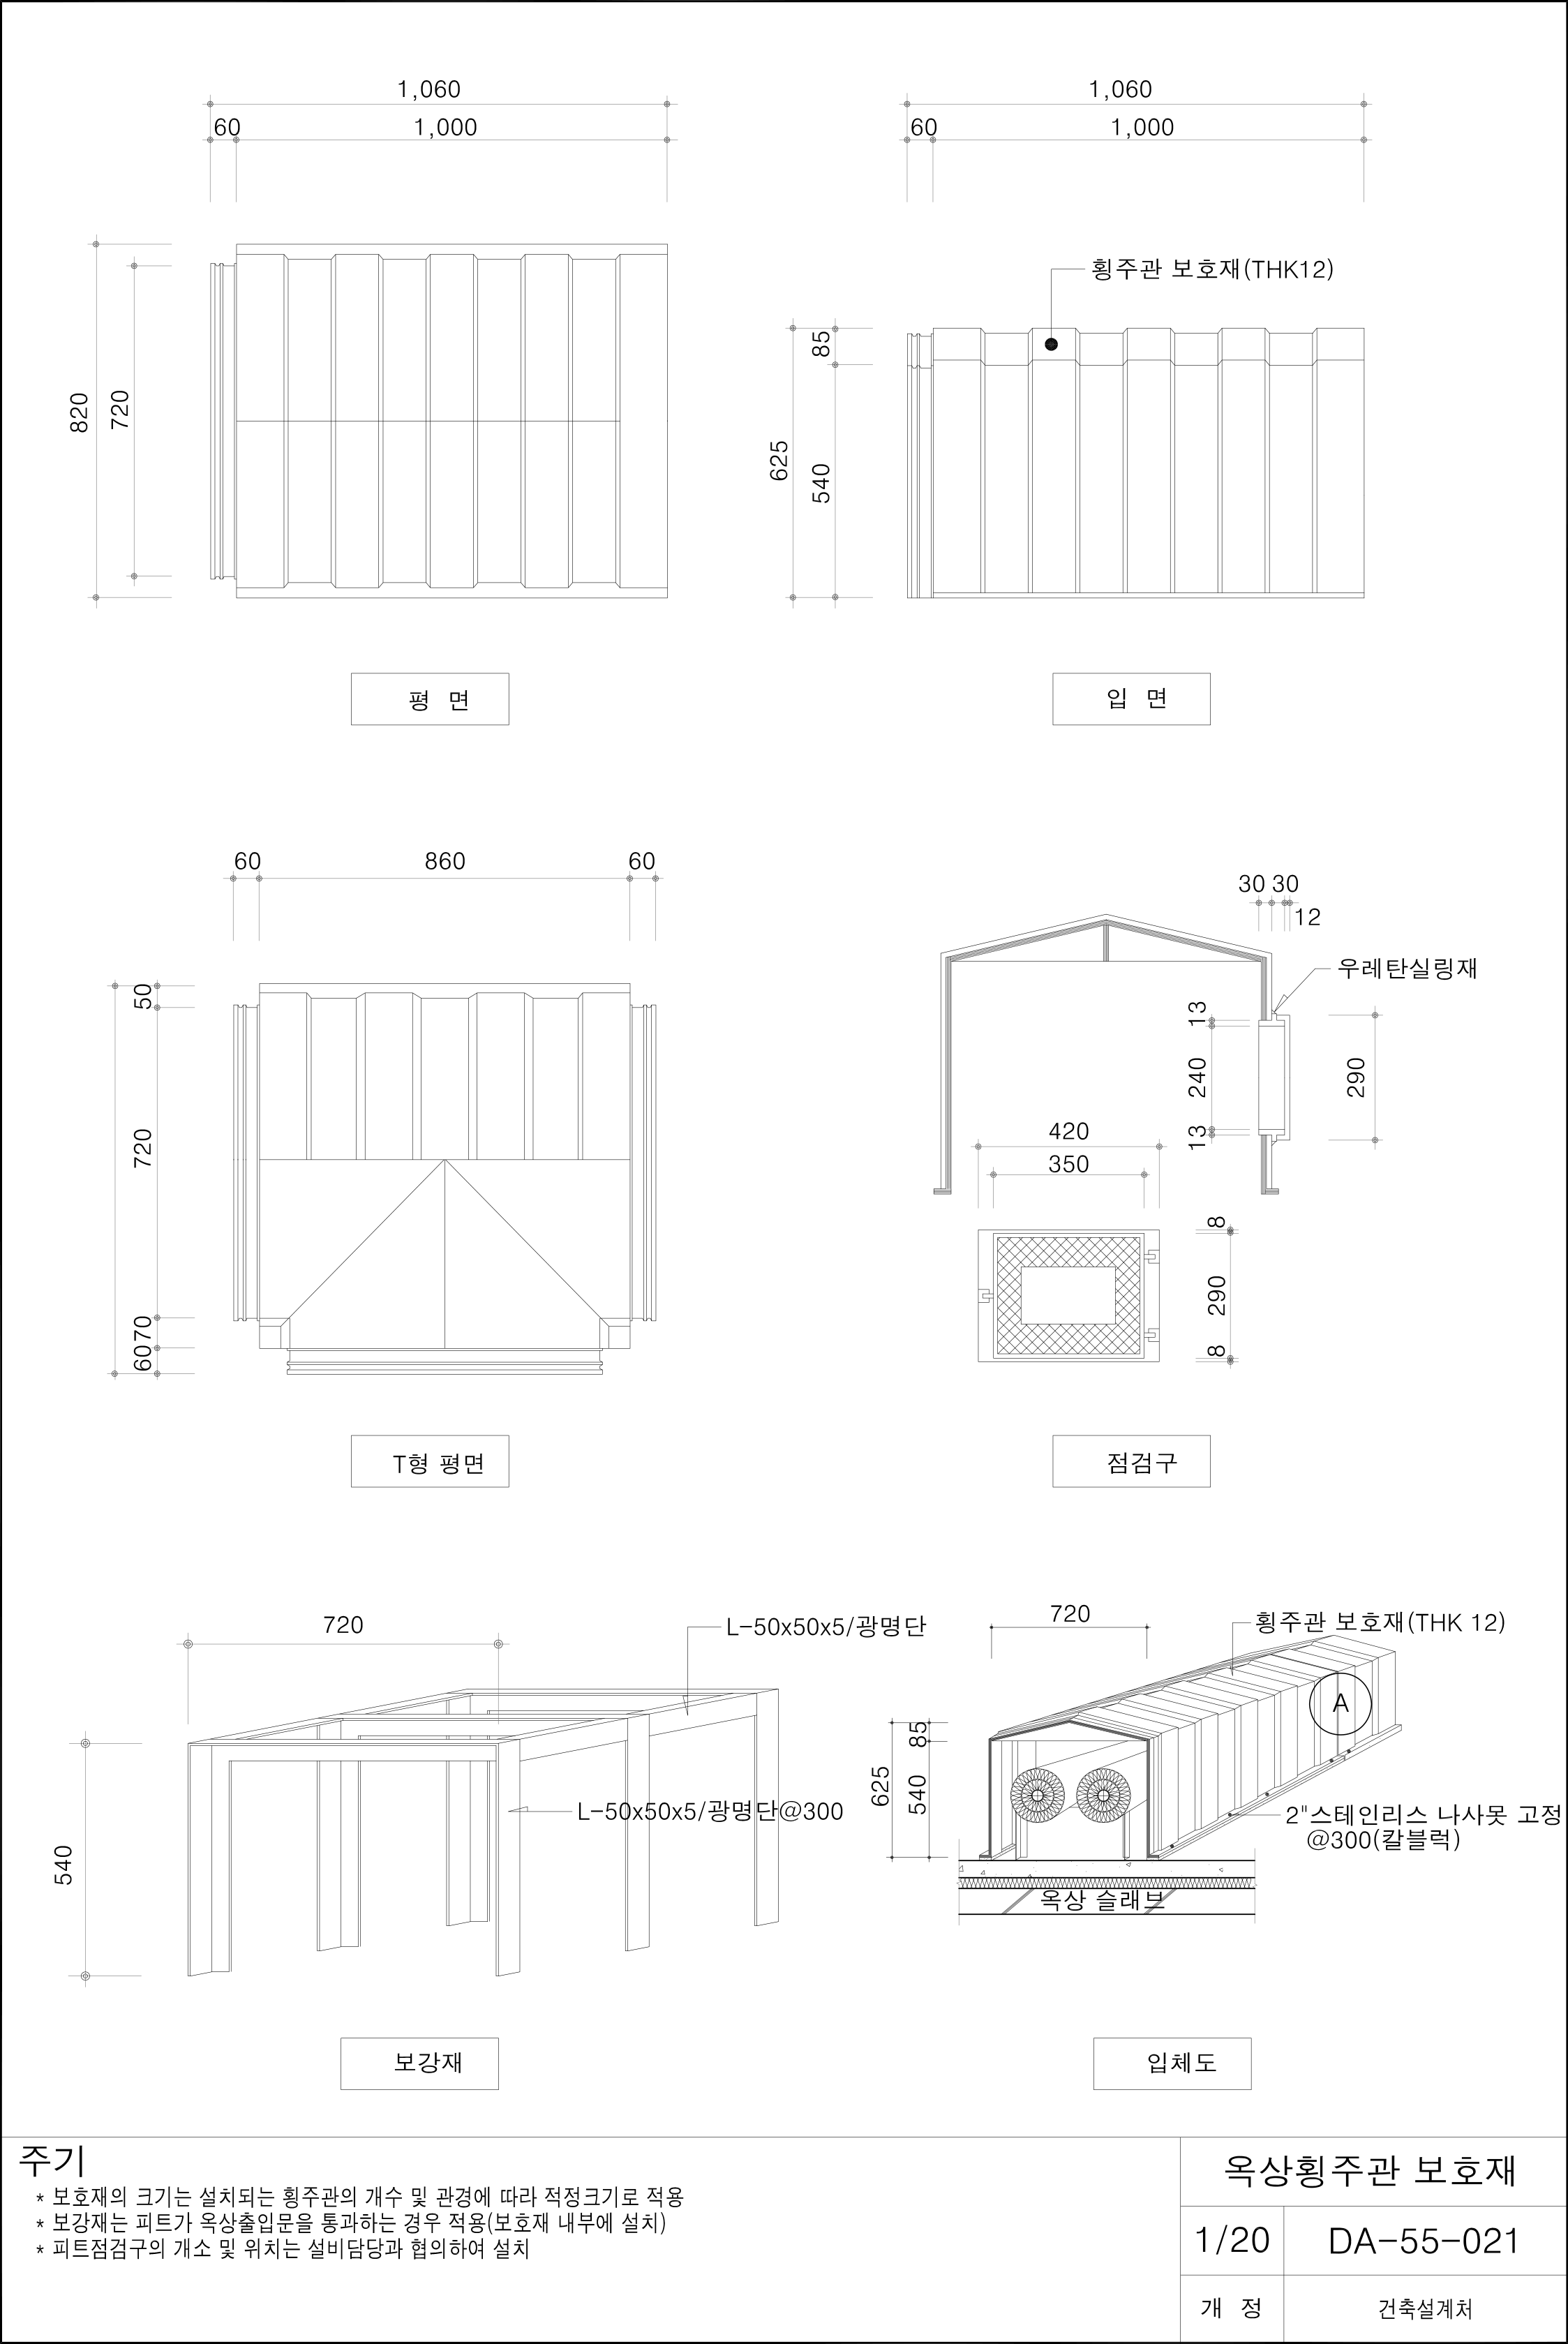 1,060
60
1,000
820
720
평 면
1,060
60
1,000
횡주관 보호재(THK12)
625
85
540
입 면
60
860
60
50
720
70
60
T형 평면
30
30
12
우레탄실링재
13
240
13
290
420
350
8
290
8
점검구
720
L-50x50x5/광명단
L-50x50x5/광명단@300
540
보강재
720
횡주관 보호재(THK 12)
A
625
85
540
2"스테인리스 나사못 고정
@300(칼블럭)
옥상 슬래브
입체도
주기
* 보호재의 크기는 설치되는 횡주관의 개수 및 관경에 따라 적정크기로 적용
* 보강재는 피트가 옥상출입문을 통과하는 경우 적용(보호재 내부에 설치)
* 피트점검구의 개소 및 위치는 설비담당과 협의하여 설치
옥상횡주관 보호재
1/20
DA-55-021
개 정
건축설계처